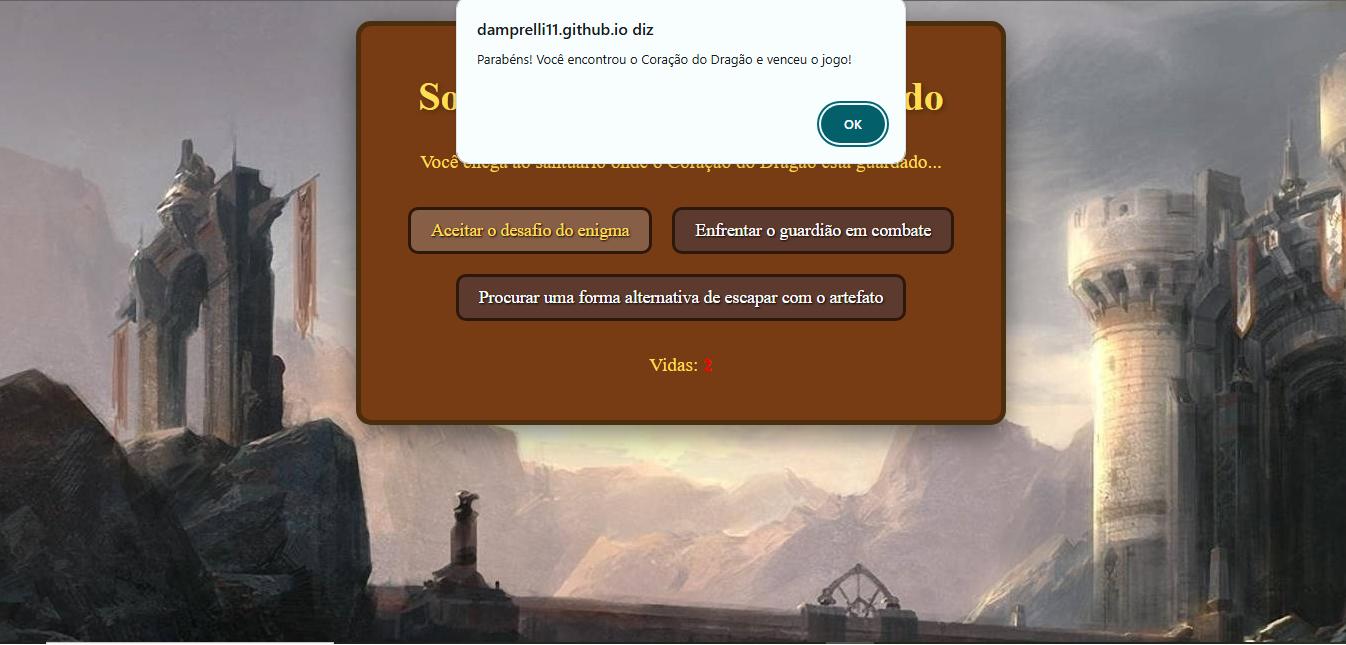 damprelli11.github.io diz
Parabéns! Você encontrou o Coração do Dragão e venceu o jogo!
OK
So do
Você chega ao santuário onde o Coração do Dragão está guardado...
Aceitar o desafio do enigma
Enfrentar o guardião em combate
Procurar uma forma alternativa de escapar com o artefato
Vidas: 2